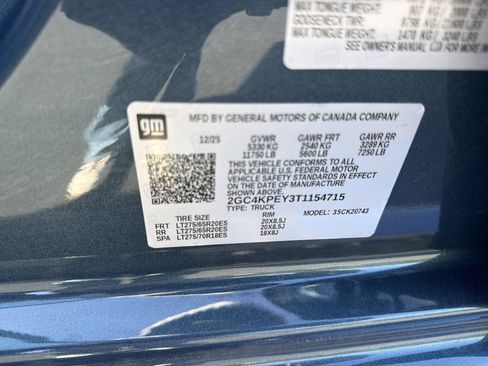 MAX TONGUE WEIGHT:
GOOSENECK TWR:
MAX TONGUE WEIGHT: 1470 KG
SEE OWNER'S MANUAL
gm
MFD BY GENERAL MOTORS OF CANADA COMPANY
12/25 GVWR GAWR FRT GAWR RR
5330 KG 2540 KG 3289 KG
11750 LB 5600 LB 7250 LB
THIS VEHICLE CONFORMS TO ALL
APPLICABLE U.S. FEDERAL MOTOR
VEHICLE SAFETY STANDARDS IN EFFECT
ON THE DATE OF MANUFACTURE
SHOWN ABOVE.
2GC4KPEY3T1154715
TYPE: TRUCK MODEL: 35CK20743
TIRE SIZE RIM
FRT LT275/65R20ES 20X8.5J
RR LT275/65R20ES 20X8.5J
SPA LT275/70R18ES 18X8J